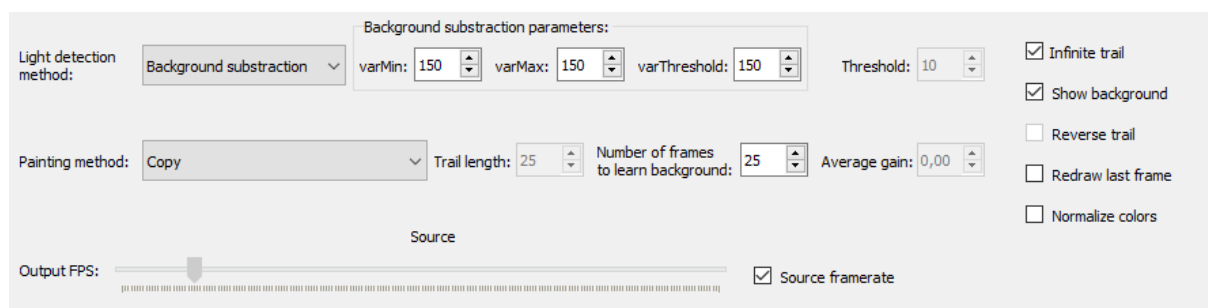 Background substraction parameters:
Light detection
method:
Background substraction
varMin: 150
varMax: 150
varThreshold: 150
Threshold: 10
Infinite trail
Show background
Reverse trail
Redraw last frame
Normalize colors
Painting method: Copy
Trail length: 25
Number of frames
to learn background: 25
Average gain: 0,00
Source
Output FPS:
Source framerate